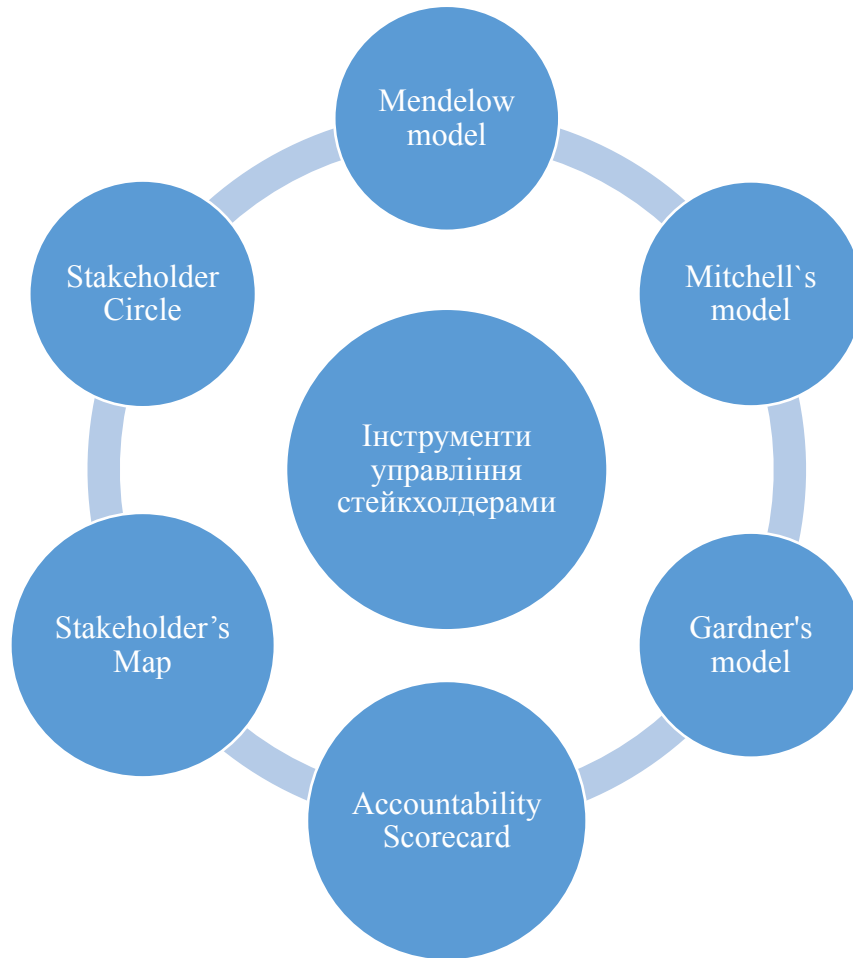 Mendelow
model
Mitchell`s
model
Gardner's
model
Accountability
Scorecard
Stakeholder’s
Map
Stakeholder
Circle
Інструменти
управління
стейкхолдерами